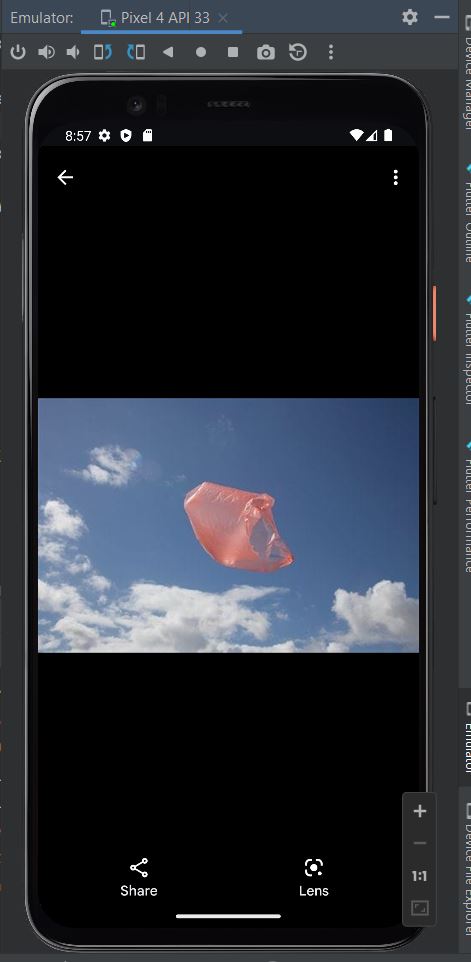 Emulator: Pixel 4 API 33
Device Manager
Flutter Outline
Flutter Inspector
Flutter Performance
8:57
Share
Lens
1:1
Emulator
Device File Explorer